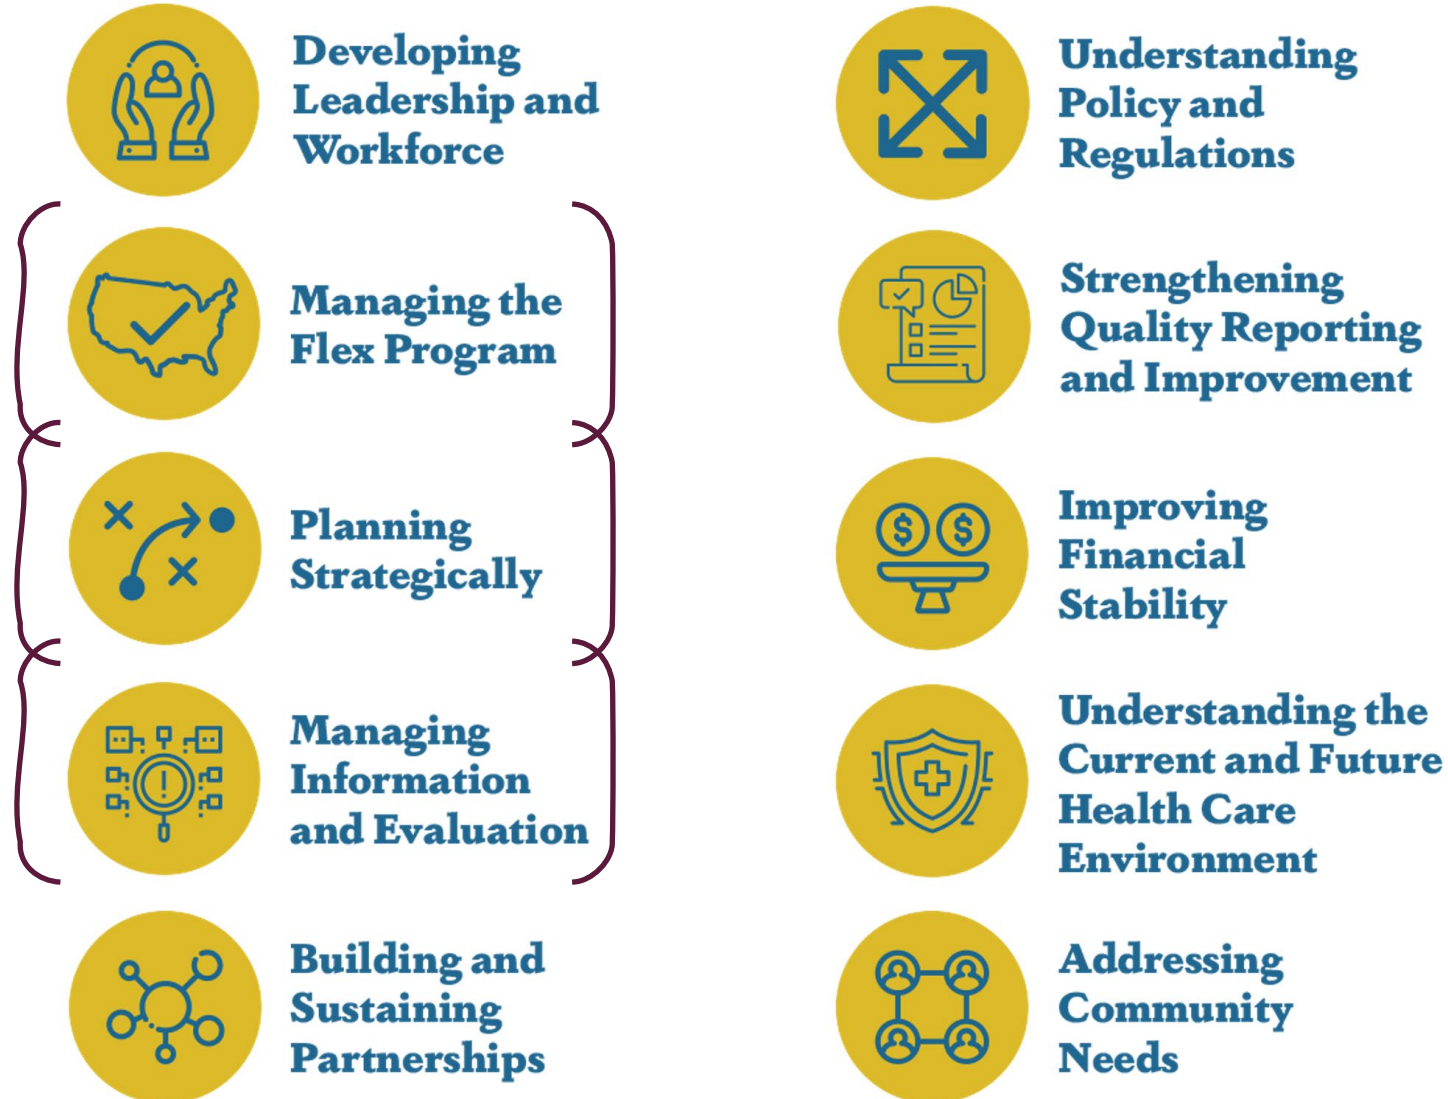 Developing
Leadership and
Workforce
Managing the
Flex Program
Planning
Strategically
Managing
Information
and Evaluation
Building and
Sustaining
Partnerships
Understanding
Policy and
Regulations
Strengthening
Quality Reporting
and Improvement
Improving
Financial
Stability
Understanding the
Current and Future
Health Care
Environment
Addressing
Community
Needs